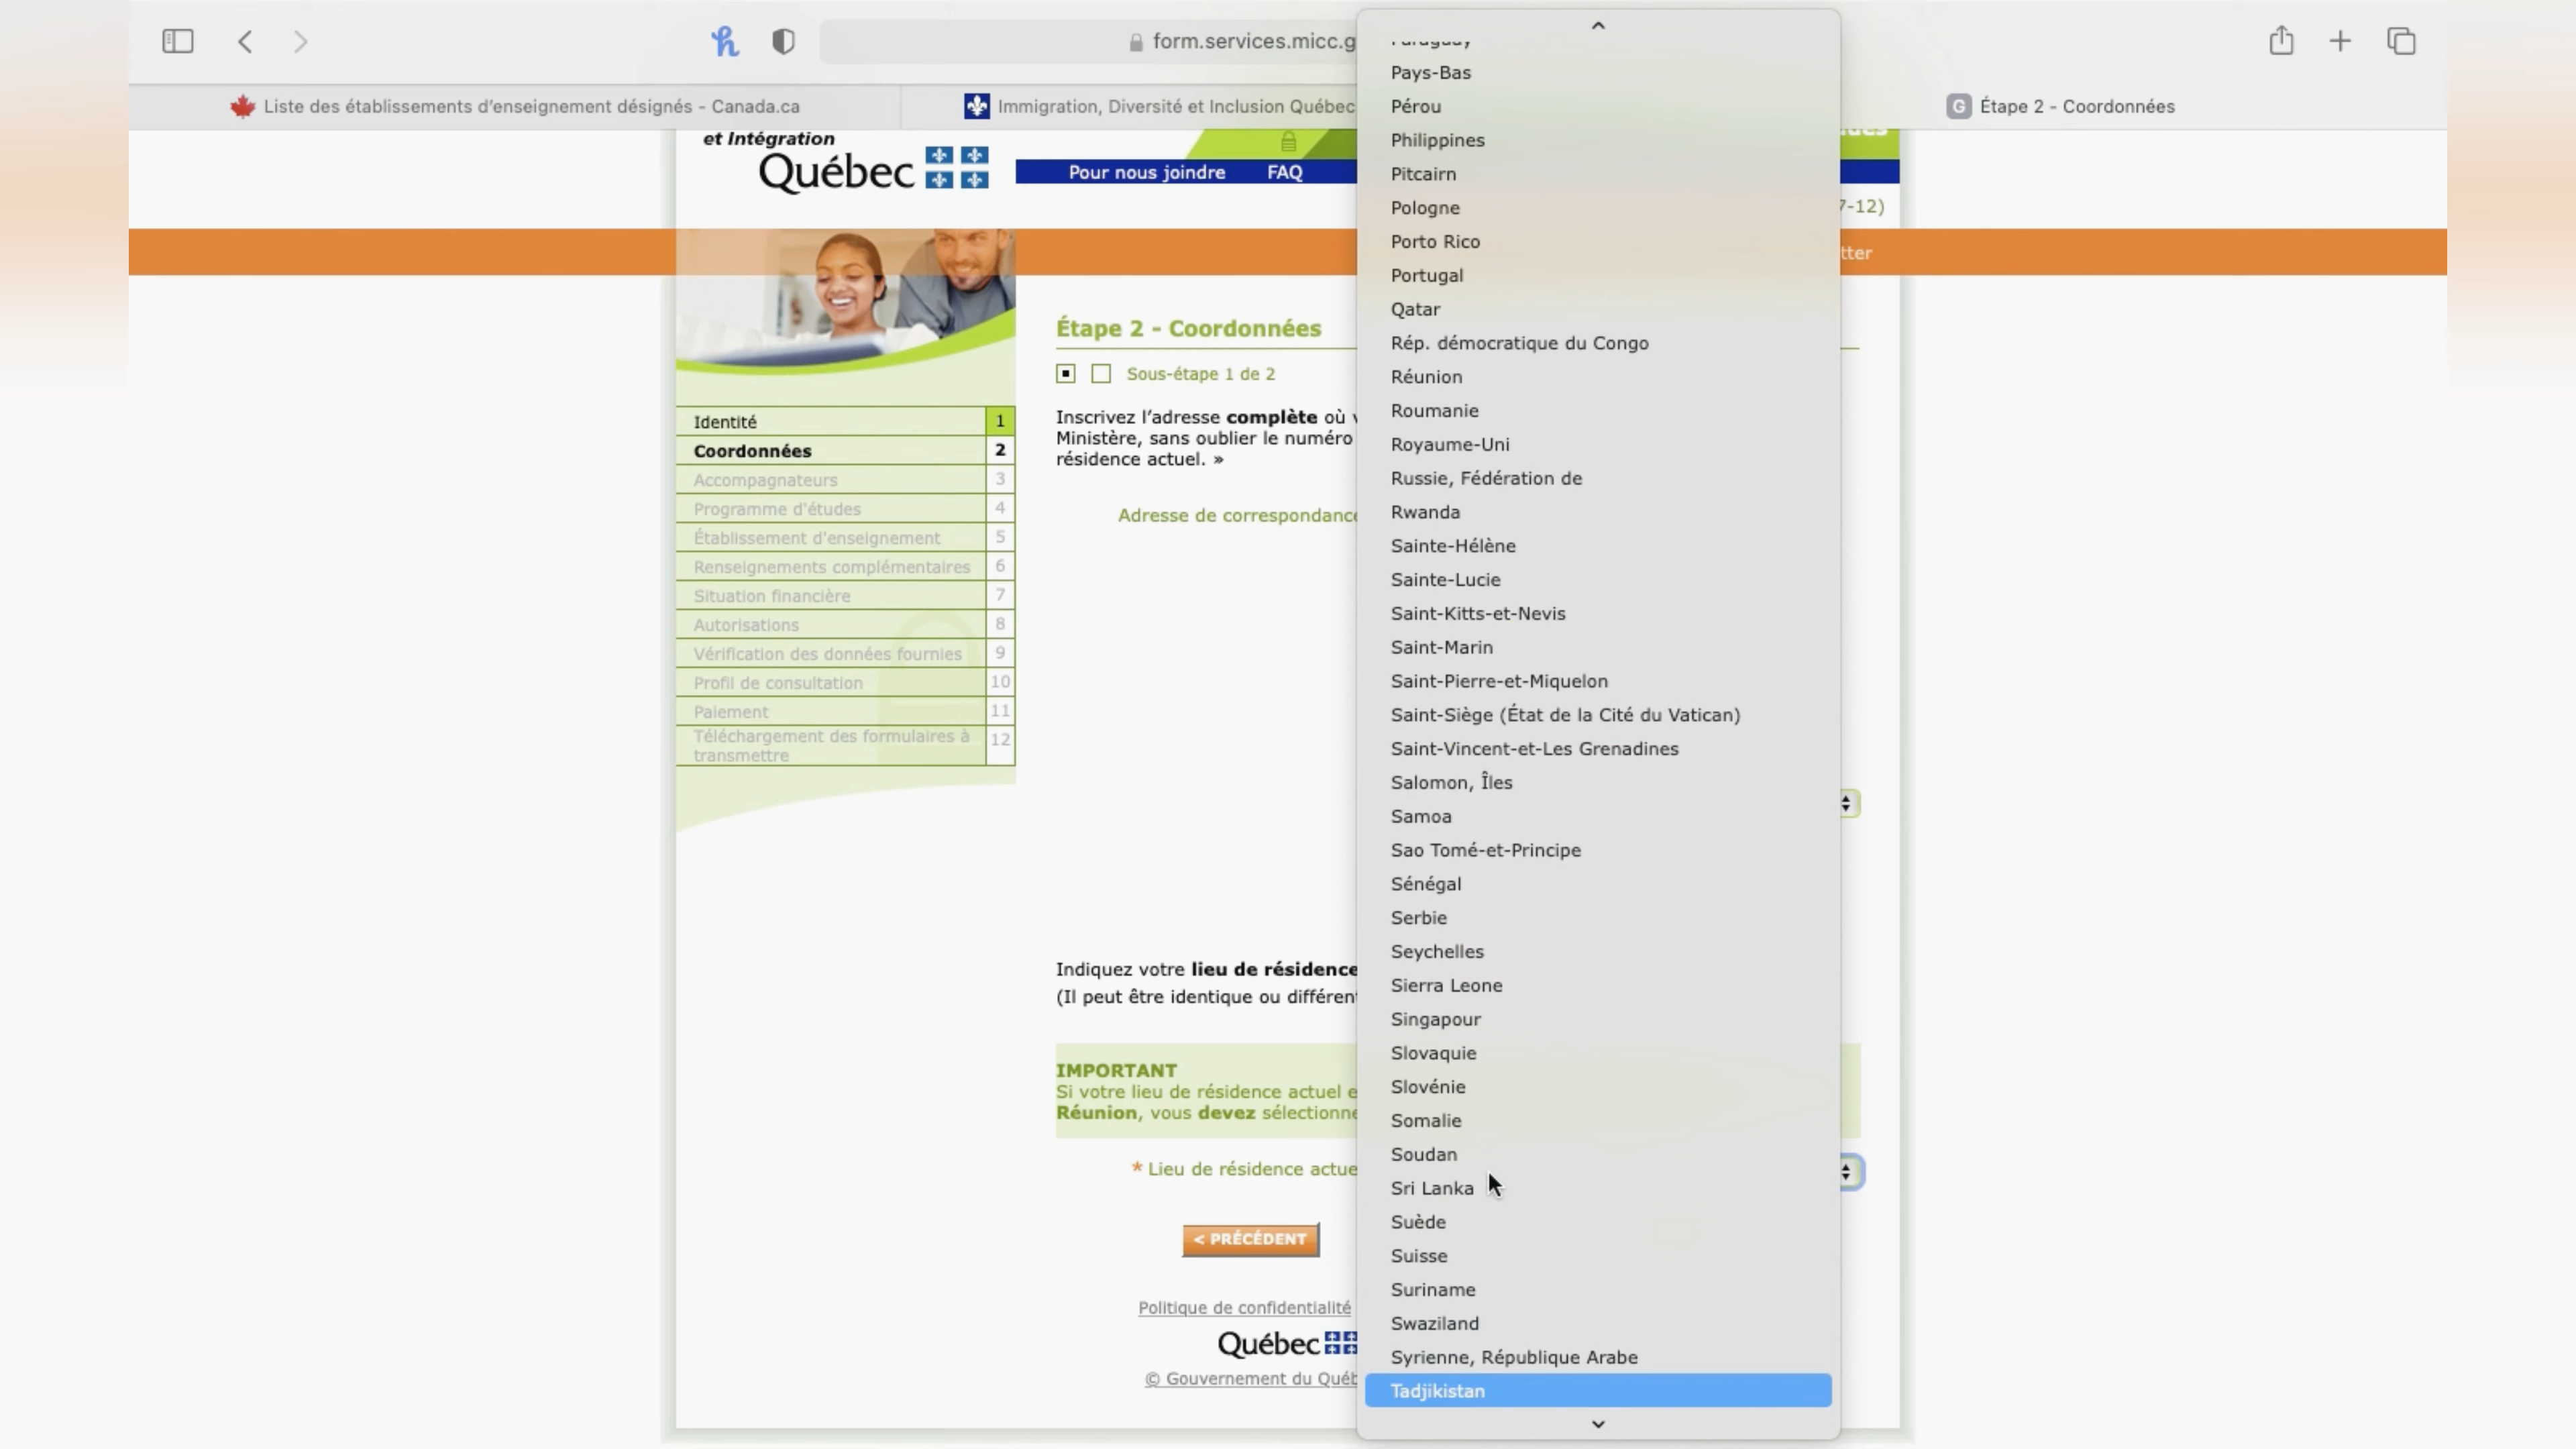 form.services.micc.g
Liste des établissements d'enseignement désignés - Canada.ca
Immigration, Diversité et Inclusion Québec
G Étape 2 - Coordonnées
et Intégration
Québec
Pour nous joindre FAQ
7-12)
tter
Étape 2 - Coordonnées
Sous-étape 1 de 2
Inscrivez l'adresse complète où v
Ministère, sans oublier le numéro
résidence actuel. »
Adresse de correspondance
Identité 1
Coordonnées 2
Accompagnateurs 3
Programme d'études 4
Établissement d'enseignement 5
Renseignements complémentaires 6
Situation financière 7
Autorisations 8
Vérification des données fournies 9
Profil de consultation 10
Paiement 11
Téléchargement des formulaires à 12
transmettre
Indiquez votre lieu de résidence
(Il peut être identique ou différent
IMPORTANT
Si votre lieu de résidence actuel e
Réunion, vous devez sélectionne
* Lieu de résidence actue
< PRÉCÉDENT
Politique de confidentialité
Québec
© Gouvernement du Québ
Paraguay
Pays-Bas
Pérou
Philippines
Pitcairn
Pologne
Porto Rico
Portugal
Qatar
Rép. démocratique du Congo
Réunion
Roumanie
Royaume-Uni
Russie, Fédération de
Rwanda
Sainte-Hélène
Sainte-Lucie
Saint-Kitts-et-Nevis
Saint-Marin
Saint-Pierre-et-Miquelon
Saint-Siège (État de la Cité du Vatican)
Saint-Vincent-et-Les Grenadines
Salomon, Îles
Samoa
Sao Tomé-et-Principe
Sénégal
Serbie
Seychelles
Sierra Leone
Singapour
Slovaquie
Slovénie
Somalie
Soudan
Sri Lanka
Suède
Suisse
Suriname
Swaziland
Syrienne, République Arabe
Tadjikistan